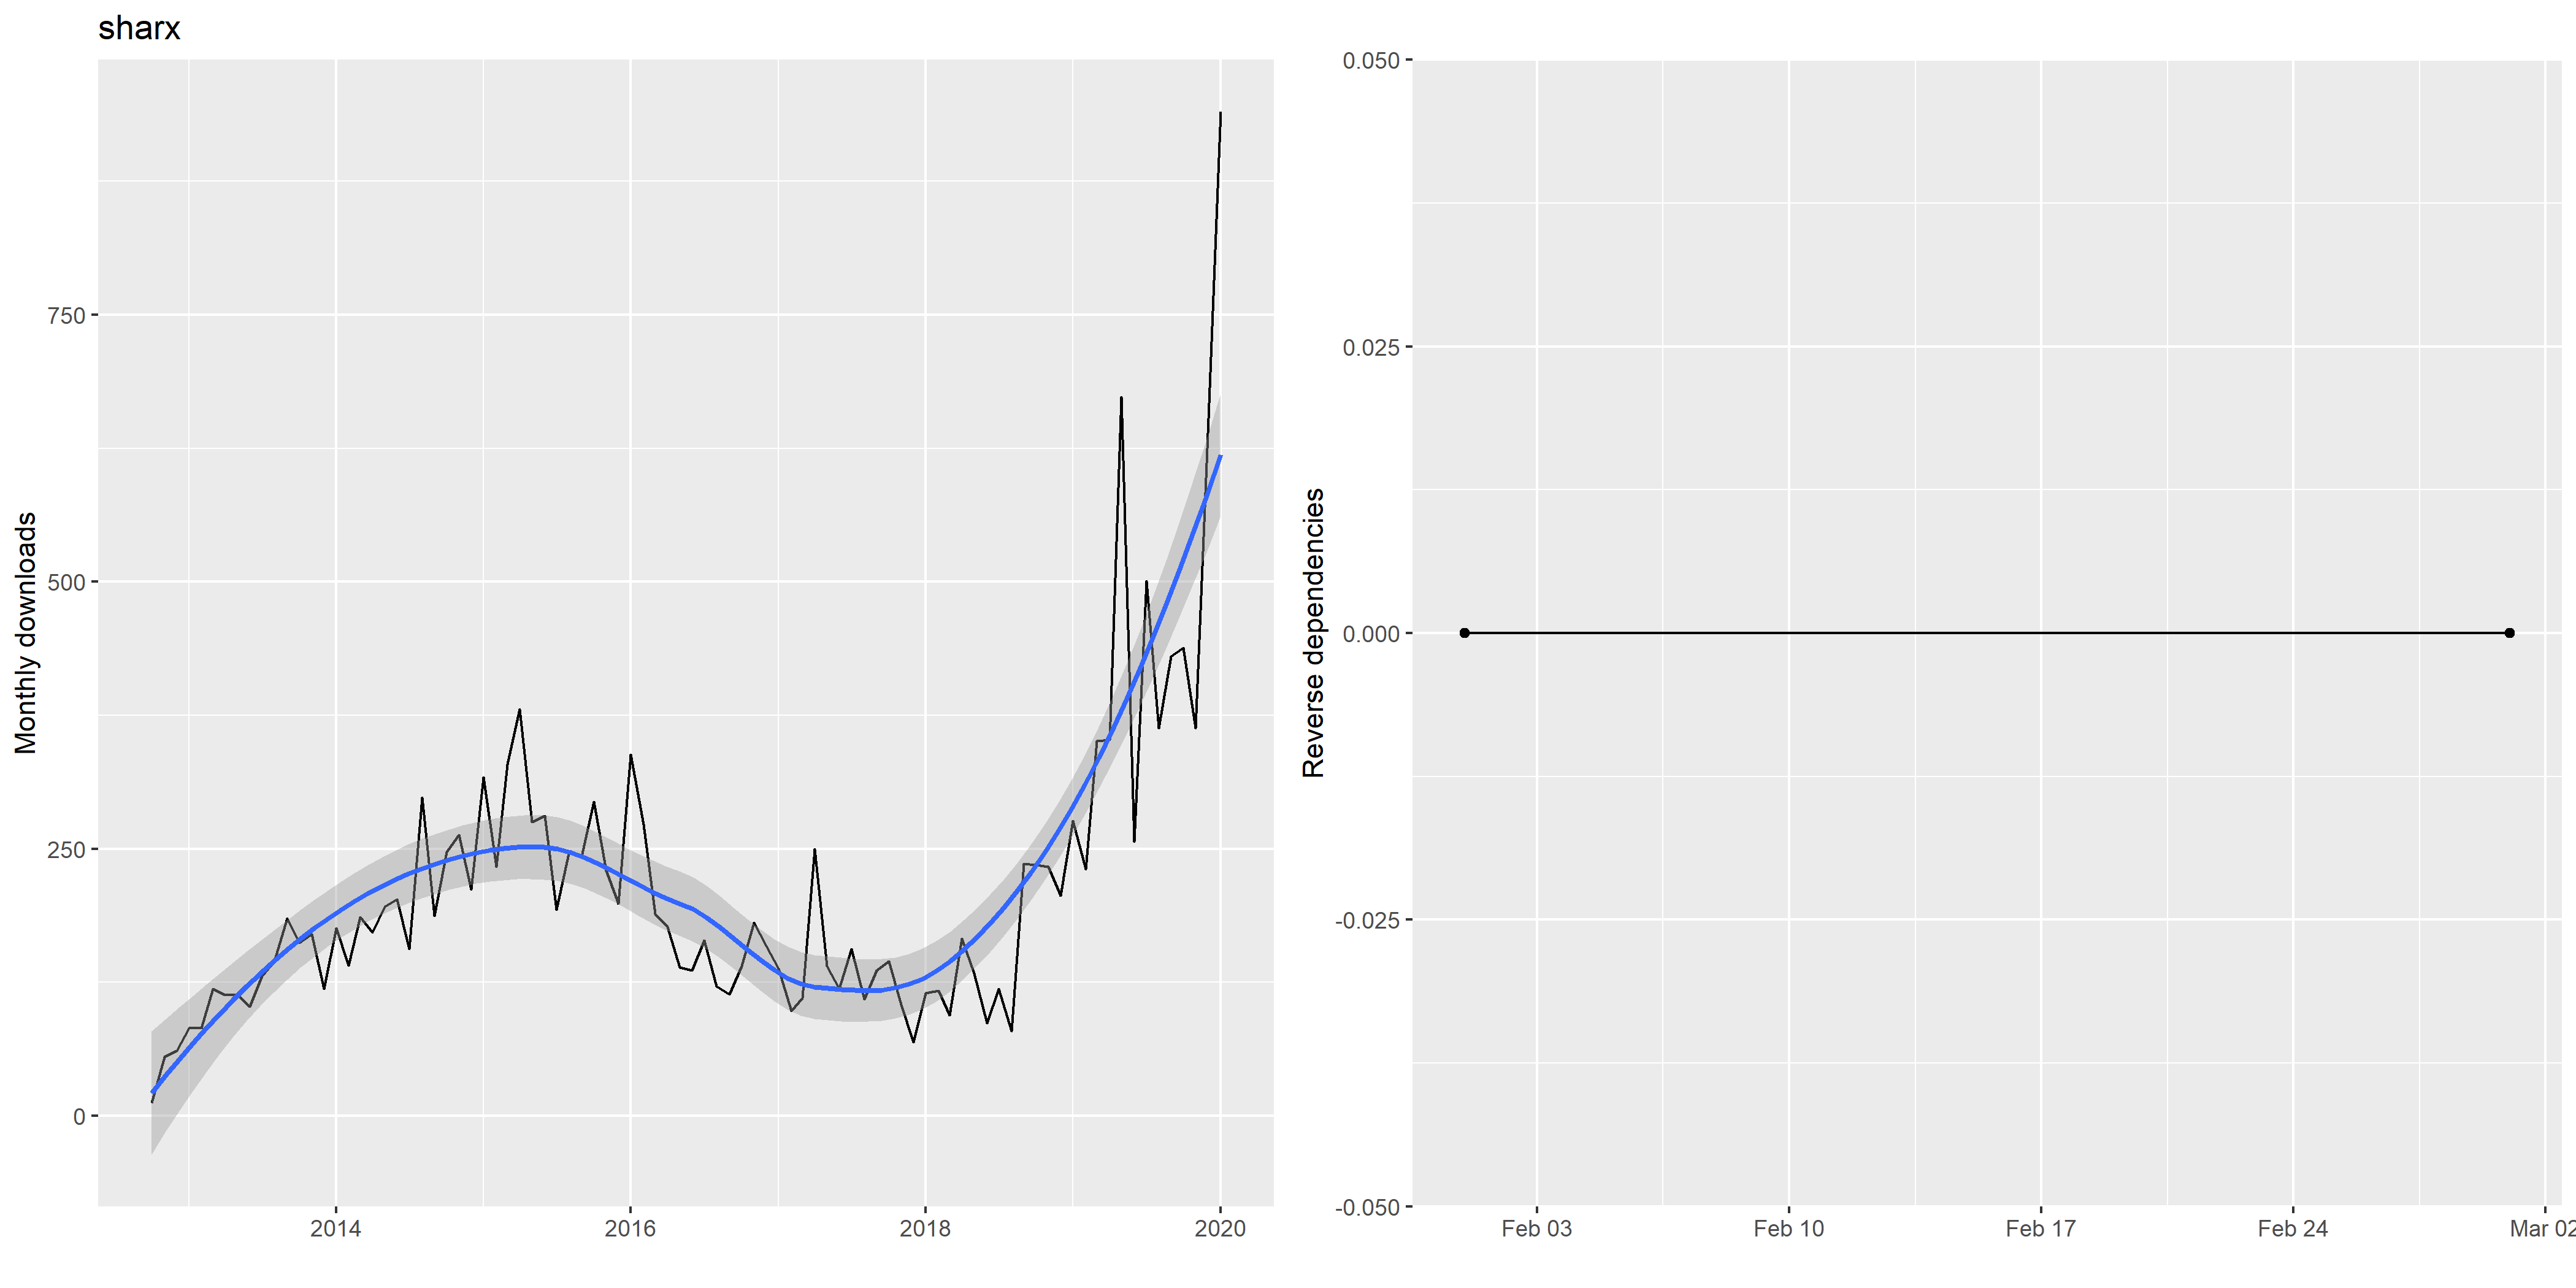 sharx
Monthly downloads
750
500
250
0
2014 2016 2018 2020
Reverse dependencies
0.050
0.025
0.000
-0.025
-0.050
Feb 03 Feb 10 Feb 17 Feb 24 Mar 02